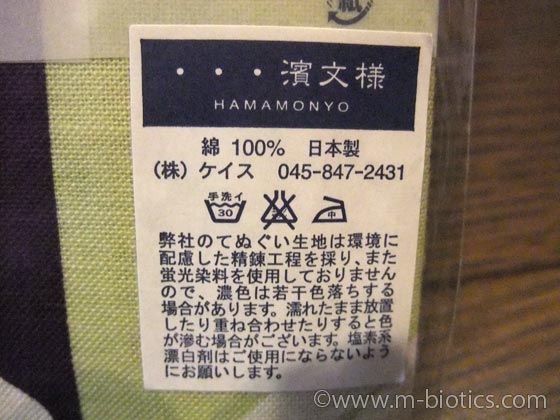 紙
・・・濱文様
HAMAMONYO
綿 100% 日本製
（株）ケイス 045-847-2431
手洗イ
30
中
弊社のてぬぐい生地は環境に
配慮した精錬工程を採り、また
蛍光染料を使用しておりません
ので、濃色は若干色落ちする
場合があります。濡れたまま放置
したり重ね合わせたりすると色
が滲む場合がございます。塩素系
漂白剤はご使用にならないよう
にお願いします。
©www.m-biotics.com